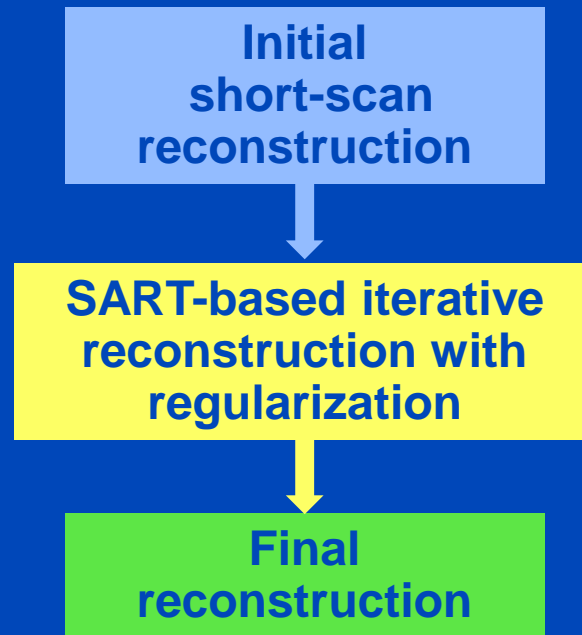 Initial
short-scan
reconstruction
SART-based iterative
reconstruction with
regularization
Final
reconstruction